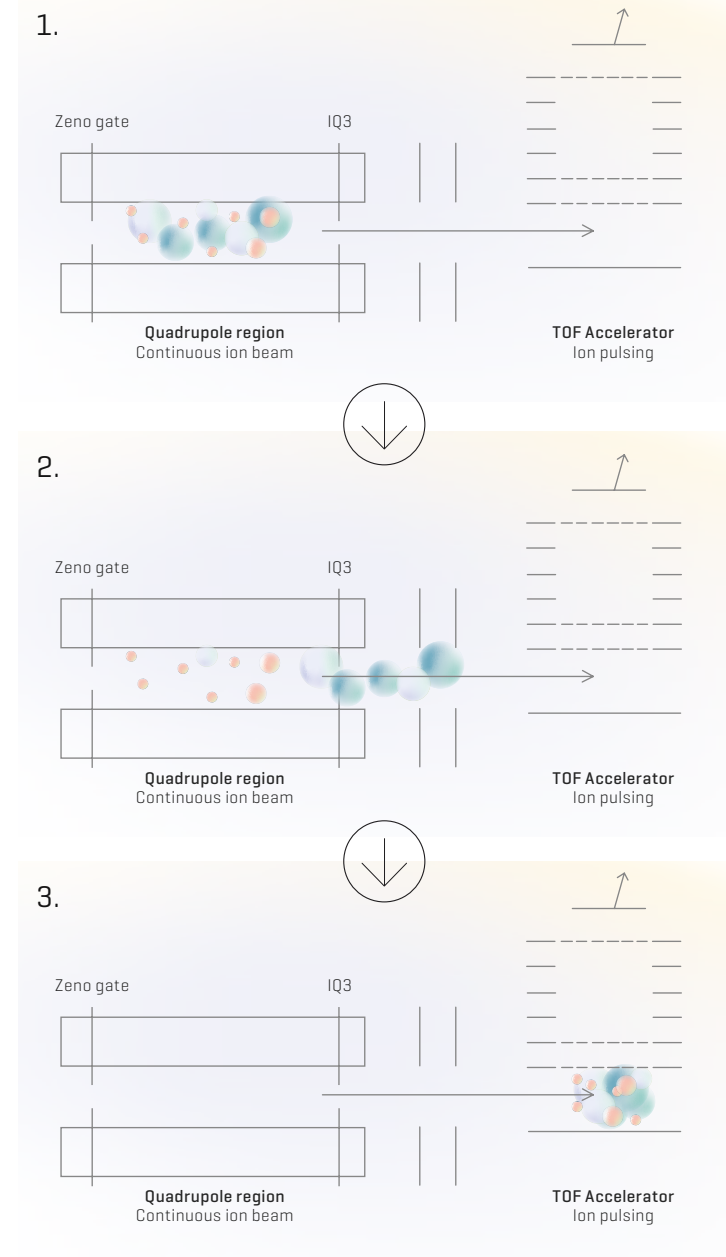 1.
Zeno gate
IQ3
Quadrupole region
Continuous ion beam
TOF Accelerator
Ion pulsing
2.
Zeno gate
IQ3
Quadrupole region
Continuous ion beam
TOF Accelerator
Ion pulsing
3.
Zeno gate
IQ3
Quadrupole region
Continuous ion beam
TOF Accelerator
Ion pulsing